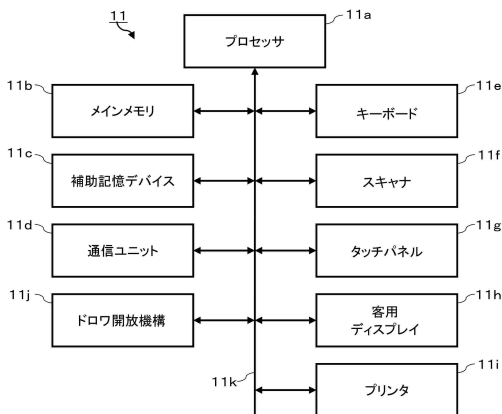 11
プロセッサ
11a
11b
メインメモリ
11e
キーボード
11c
補助記憶デバイス
11f
スキャナ
11d
通信ユニット
11g
タッチパネル
11j
ドロワ開放機構
11h
客用
ディスプレイ
11k
11i
プリンタ